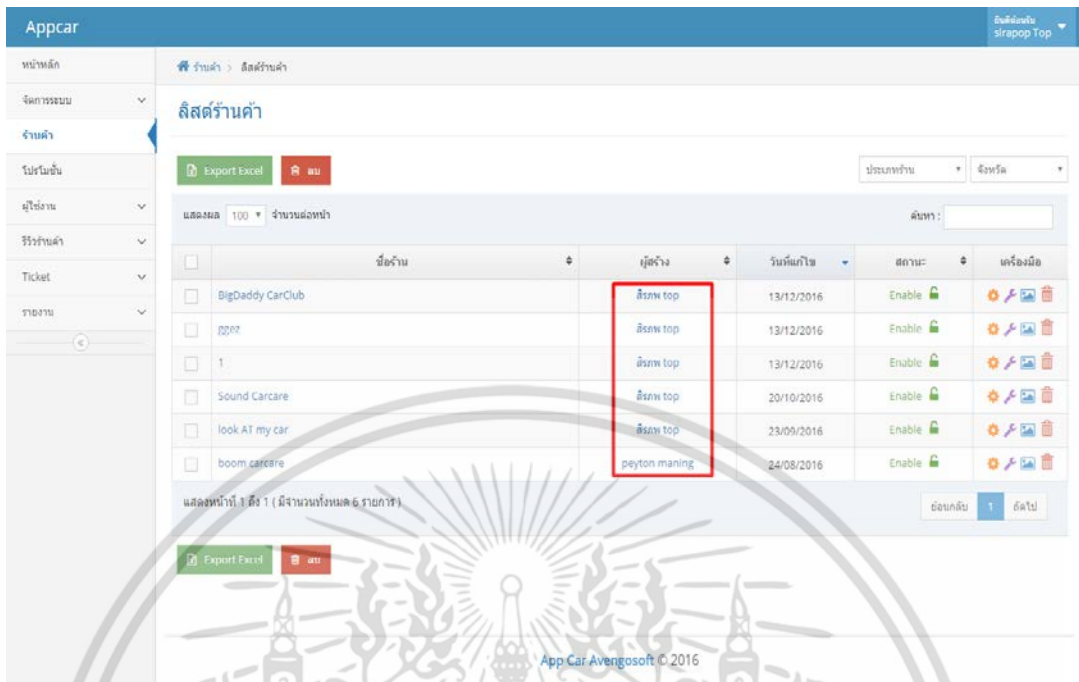 Appcar
ยินดีต้อนรับ
sirapop Top
หน้าหลัก
จัดการระบบ
ร้านค้า
โปรโมชั่น
ผู้ใช้งาน
รีวิวร้านค้า
Ticket
รายงาน
ร้านค้า > ลิสต์ร้านค้า
ลิสต์ร้านค้า
Export Excel ลบ
ประเภทร้าน จังหวัด
แสดงผล 100 จำนวนต่อหน้า ค้นหา :
ชื่อร้าน ผู้สร้าง วันที่แก้ไข สถานะ เครื่องมือ
BigDaddy CarClub สิรภพ top 13/12/2016 Enable
ggez สิรภพ top 13/12/2016 Enable
1 สิรภพ top 13/12/2016 Enable
Sound Carcare สิรภพ top 20/10/2016 Enable
look AT my car สิรภพ top 23/09/2016 Enable
boom carcare peyton maning 24/08/2016 Enable
แสดงหน้าที่ 1 ถึง 1 ( มีจำนวนทั้งหมด 6 รายการ )
ย้อนกลับ 1 ถัดไป
Export Excel ลบ
App Car Avengosoft © 2016